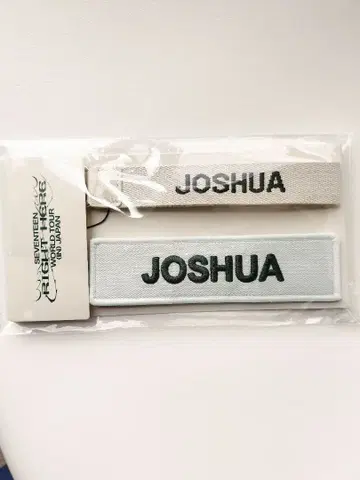 SEVENTEEN
RIGHT HERE
WORLD TOUR
[IN] JAPAN
JOSHUA
JOSHUA